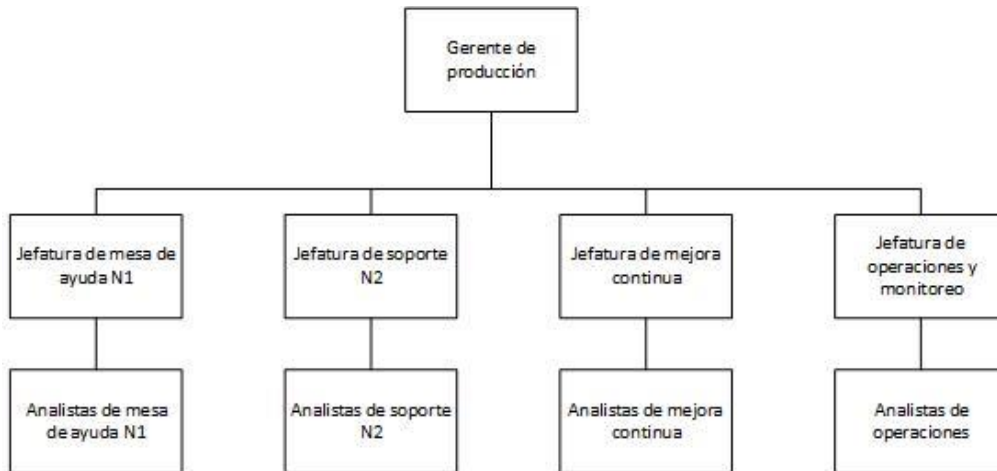 Gerente de
producción
Jefatura de mesa de
ayuda N1
Jefatura de soporte
N2
Jefatura de mejora
continua
Jefatura de
operaciones y
monitoreo
Analistas de mesa
de ayuda N1
Analistas de soporte
N2
Analistas de mejora
continua
Analistas de
operaciones